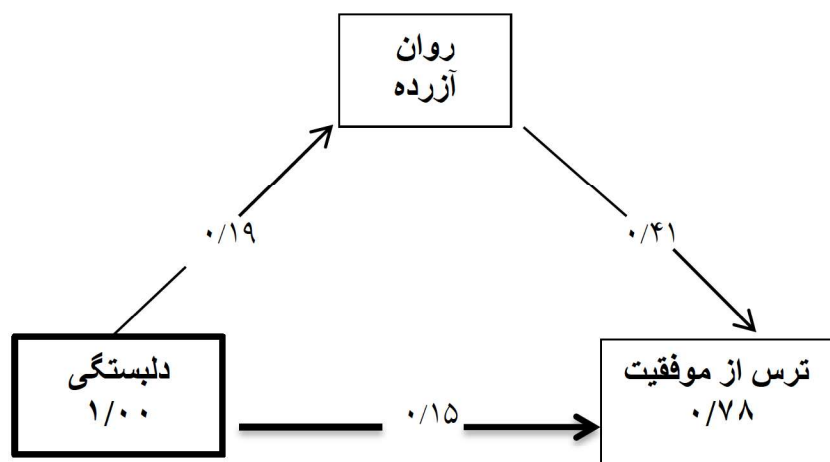 روان
آزرده
۰/۱۹
۰/۴۱
دلبستگی
۱/۰۰
۰/۱۵
ترس از موفقیت
۰/۷۸